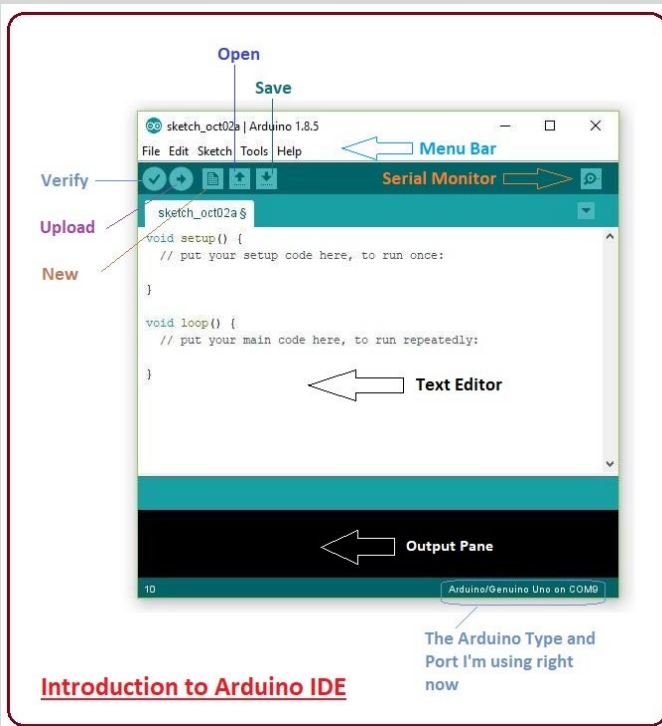 Open
Save
sketch_oct02a | Arduino 1.8.5
File Edit Sketch Tools Help
Menu Bar
Verify
Serial Monitor
Upload
sketch_oct02a §
New
void setup() {
// put your setup code here, to run once:
}
void loop() {
// put your main code here, to run repeatedly:
}
Text Editor
Output Pane
10
Arduino/Genuino Uno on COM9
The Arduino Type and
Port I'm using right
now
Introduction to Arduino IDE